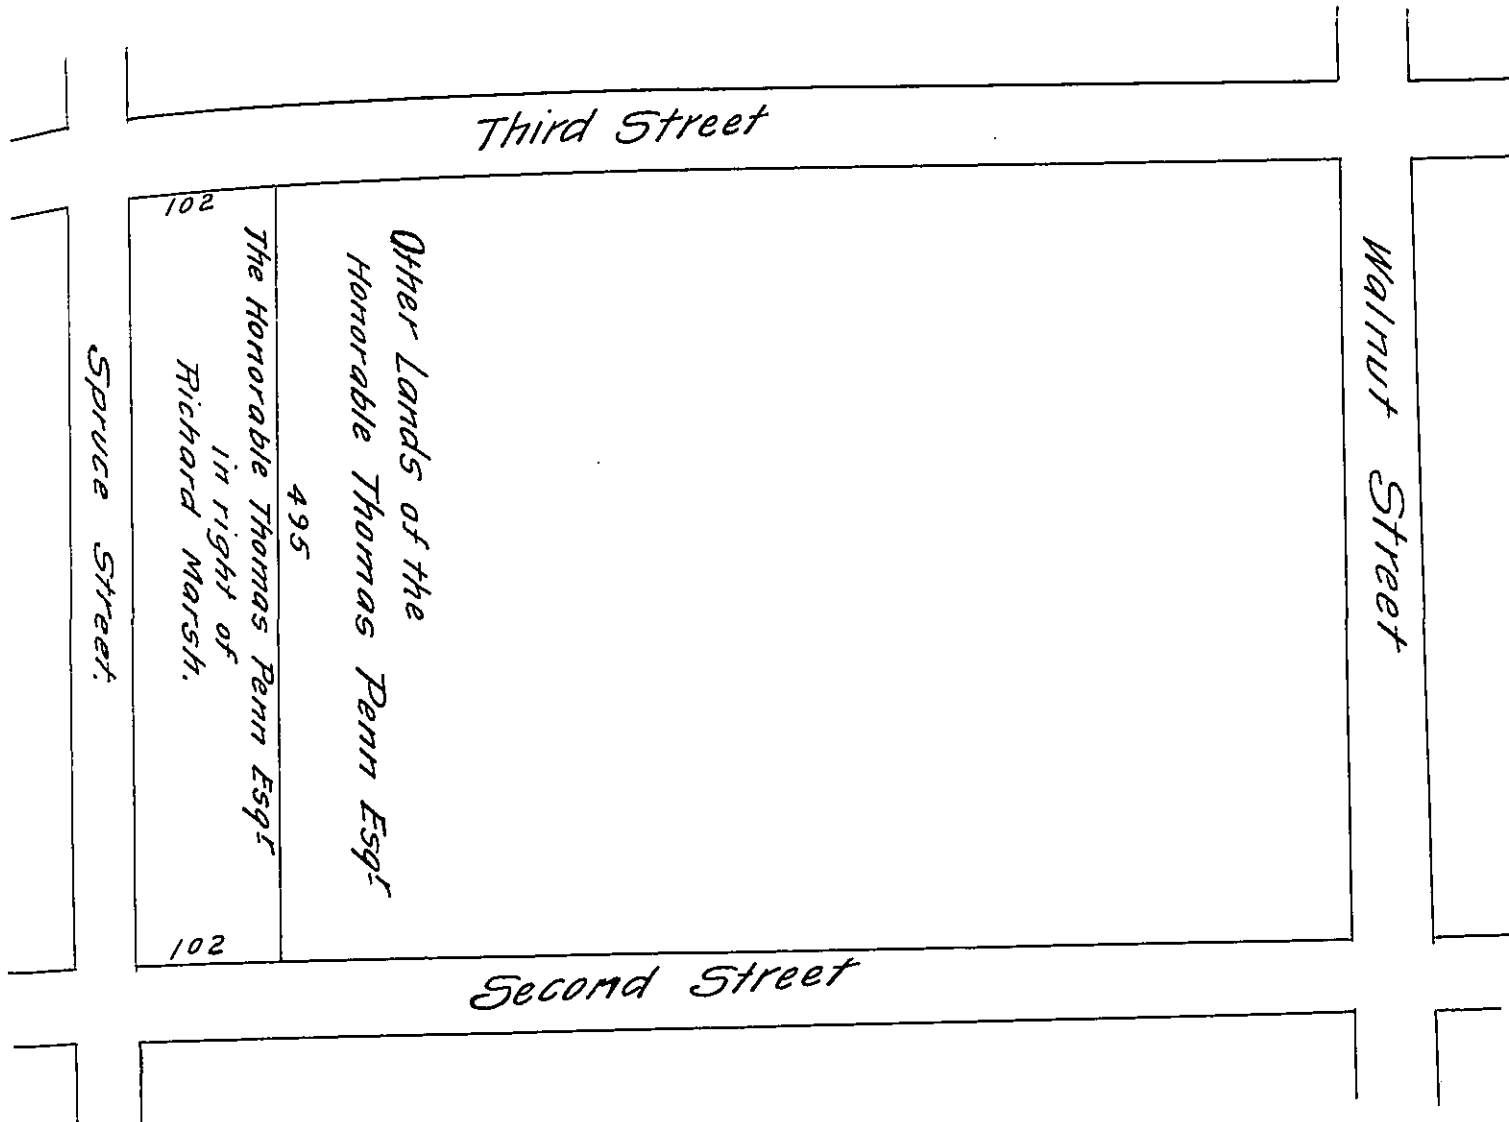 Third Street
102
The Honorable Thomas Penn Esqr
in right of
Richard Marsh.
Spruce Street.
495
Other Lands of the
Honorable Thomas Penn Esqr
Walnut Street
102
Second Street